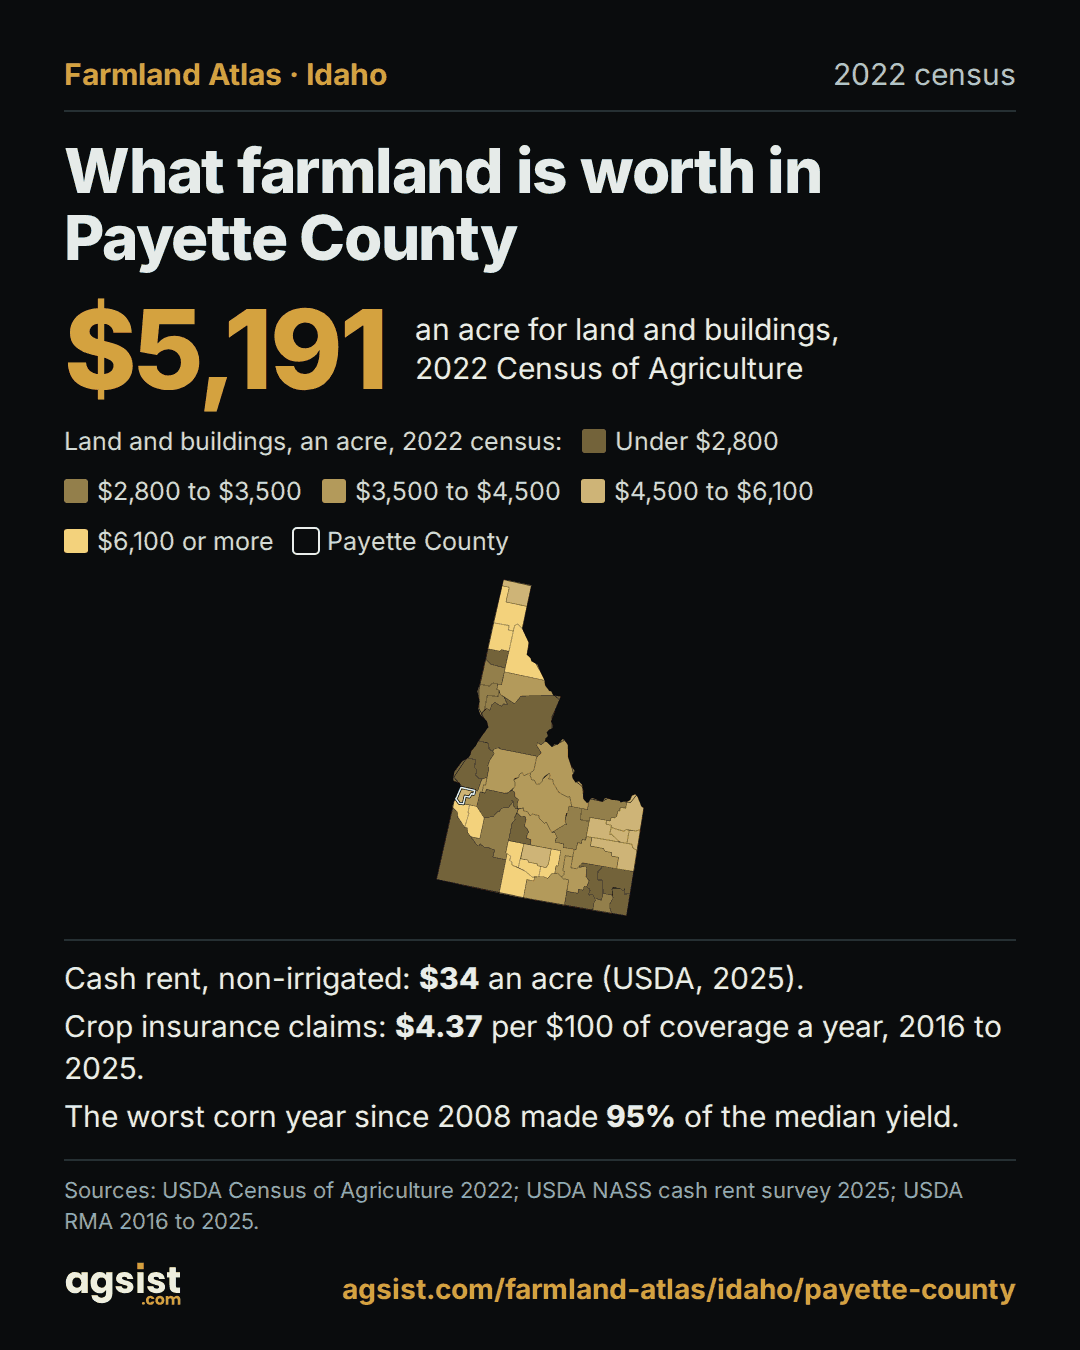 Farmland Atlas · Idaho
2022 census
What farmland is worth in
Payette County
$5,191
an acre for land and buildings,
2022 Census of Agriculture
Land and buildings, an acre, 2022 census: Under $2,800
$2,800 to $3,500 $3,500 to $4,500 $4,500 to $6,100
$6,100 or more Payette County
Cash rent, non-irrigated: $34 an acre (USDA, 2025).
Crop insurance claims: $4.37 per $100 of coverage a year, 2016 to
2025.
The worst corn year since 2008 made 95% of the median yield.
Sources: USDA Census of Agriculture 2022; USDA NASS cash rent survey 2025; USDA
RMA 2016 to 2025.
agsist
.com
agsist.com/farmland-atlas/idaho/payette-county